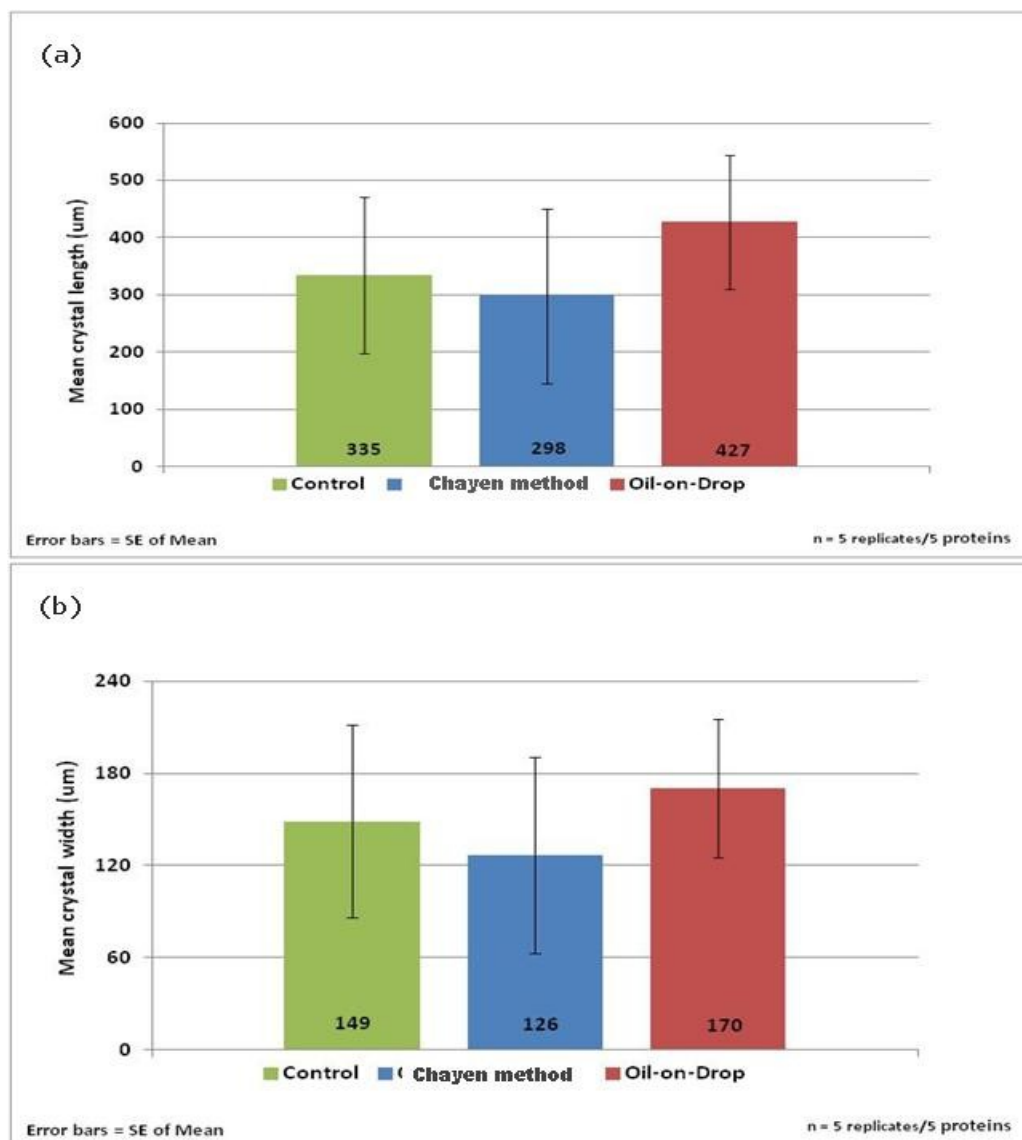 (a)
600
500
400
300
200
100
0
Mean crystal length (um)
335 298 427
Control Chayen method Oil-on-Drop
Error bars = SE of Mean n = 5 replicates/5 proteins
(b)
240
180
120
60
0
Mean crystal width (um)
149 126 170
Control ( Chayen method Oil-on-Drop
Error bars = SE of Mean n = 5 replicates/5 proteins